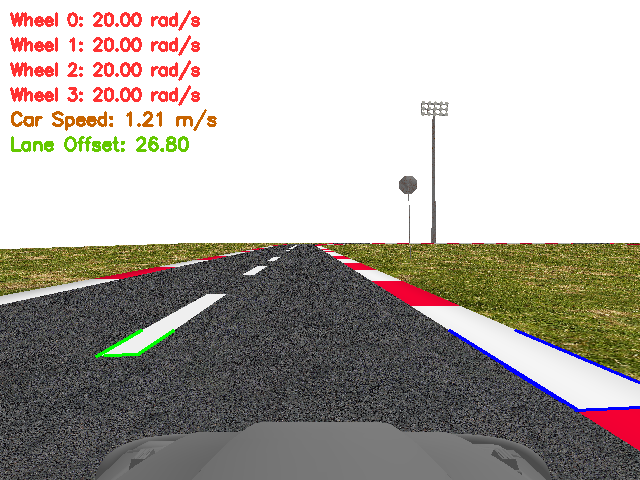 Wheel 0: 20.00 rad/s
Wheel 1: 20.00 rad/s
Wheel 2: 20.00 rad/s
Wheel 3: 20.00 rad/s
Car Speed: 1.21 m/s
Lane Offset: 26.80